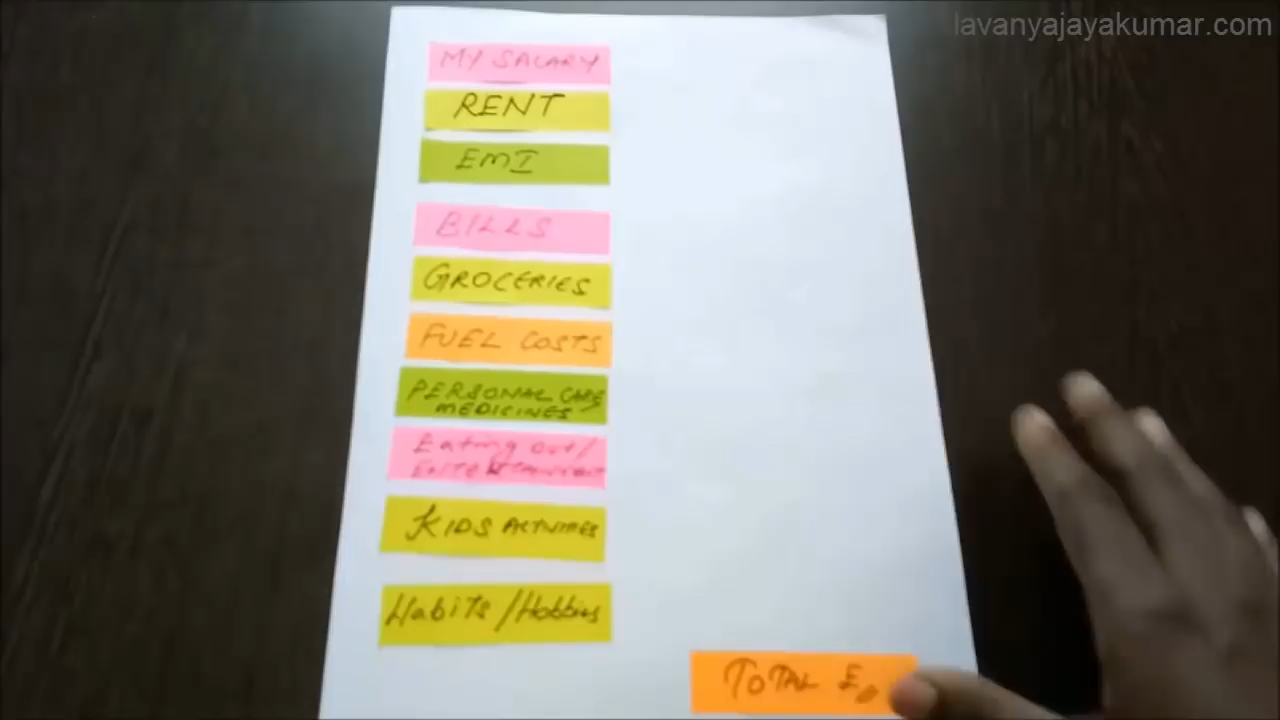 lavanyajayakumar.com
MY SALARY
RENT
EMI
BILLS
GROCERIES
FUEL COSTS
PERSONAL CARE
MEDICINES
Eating out/
KIDS ACTIVITIES
Habits /Hobbies
TOTAL